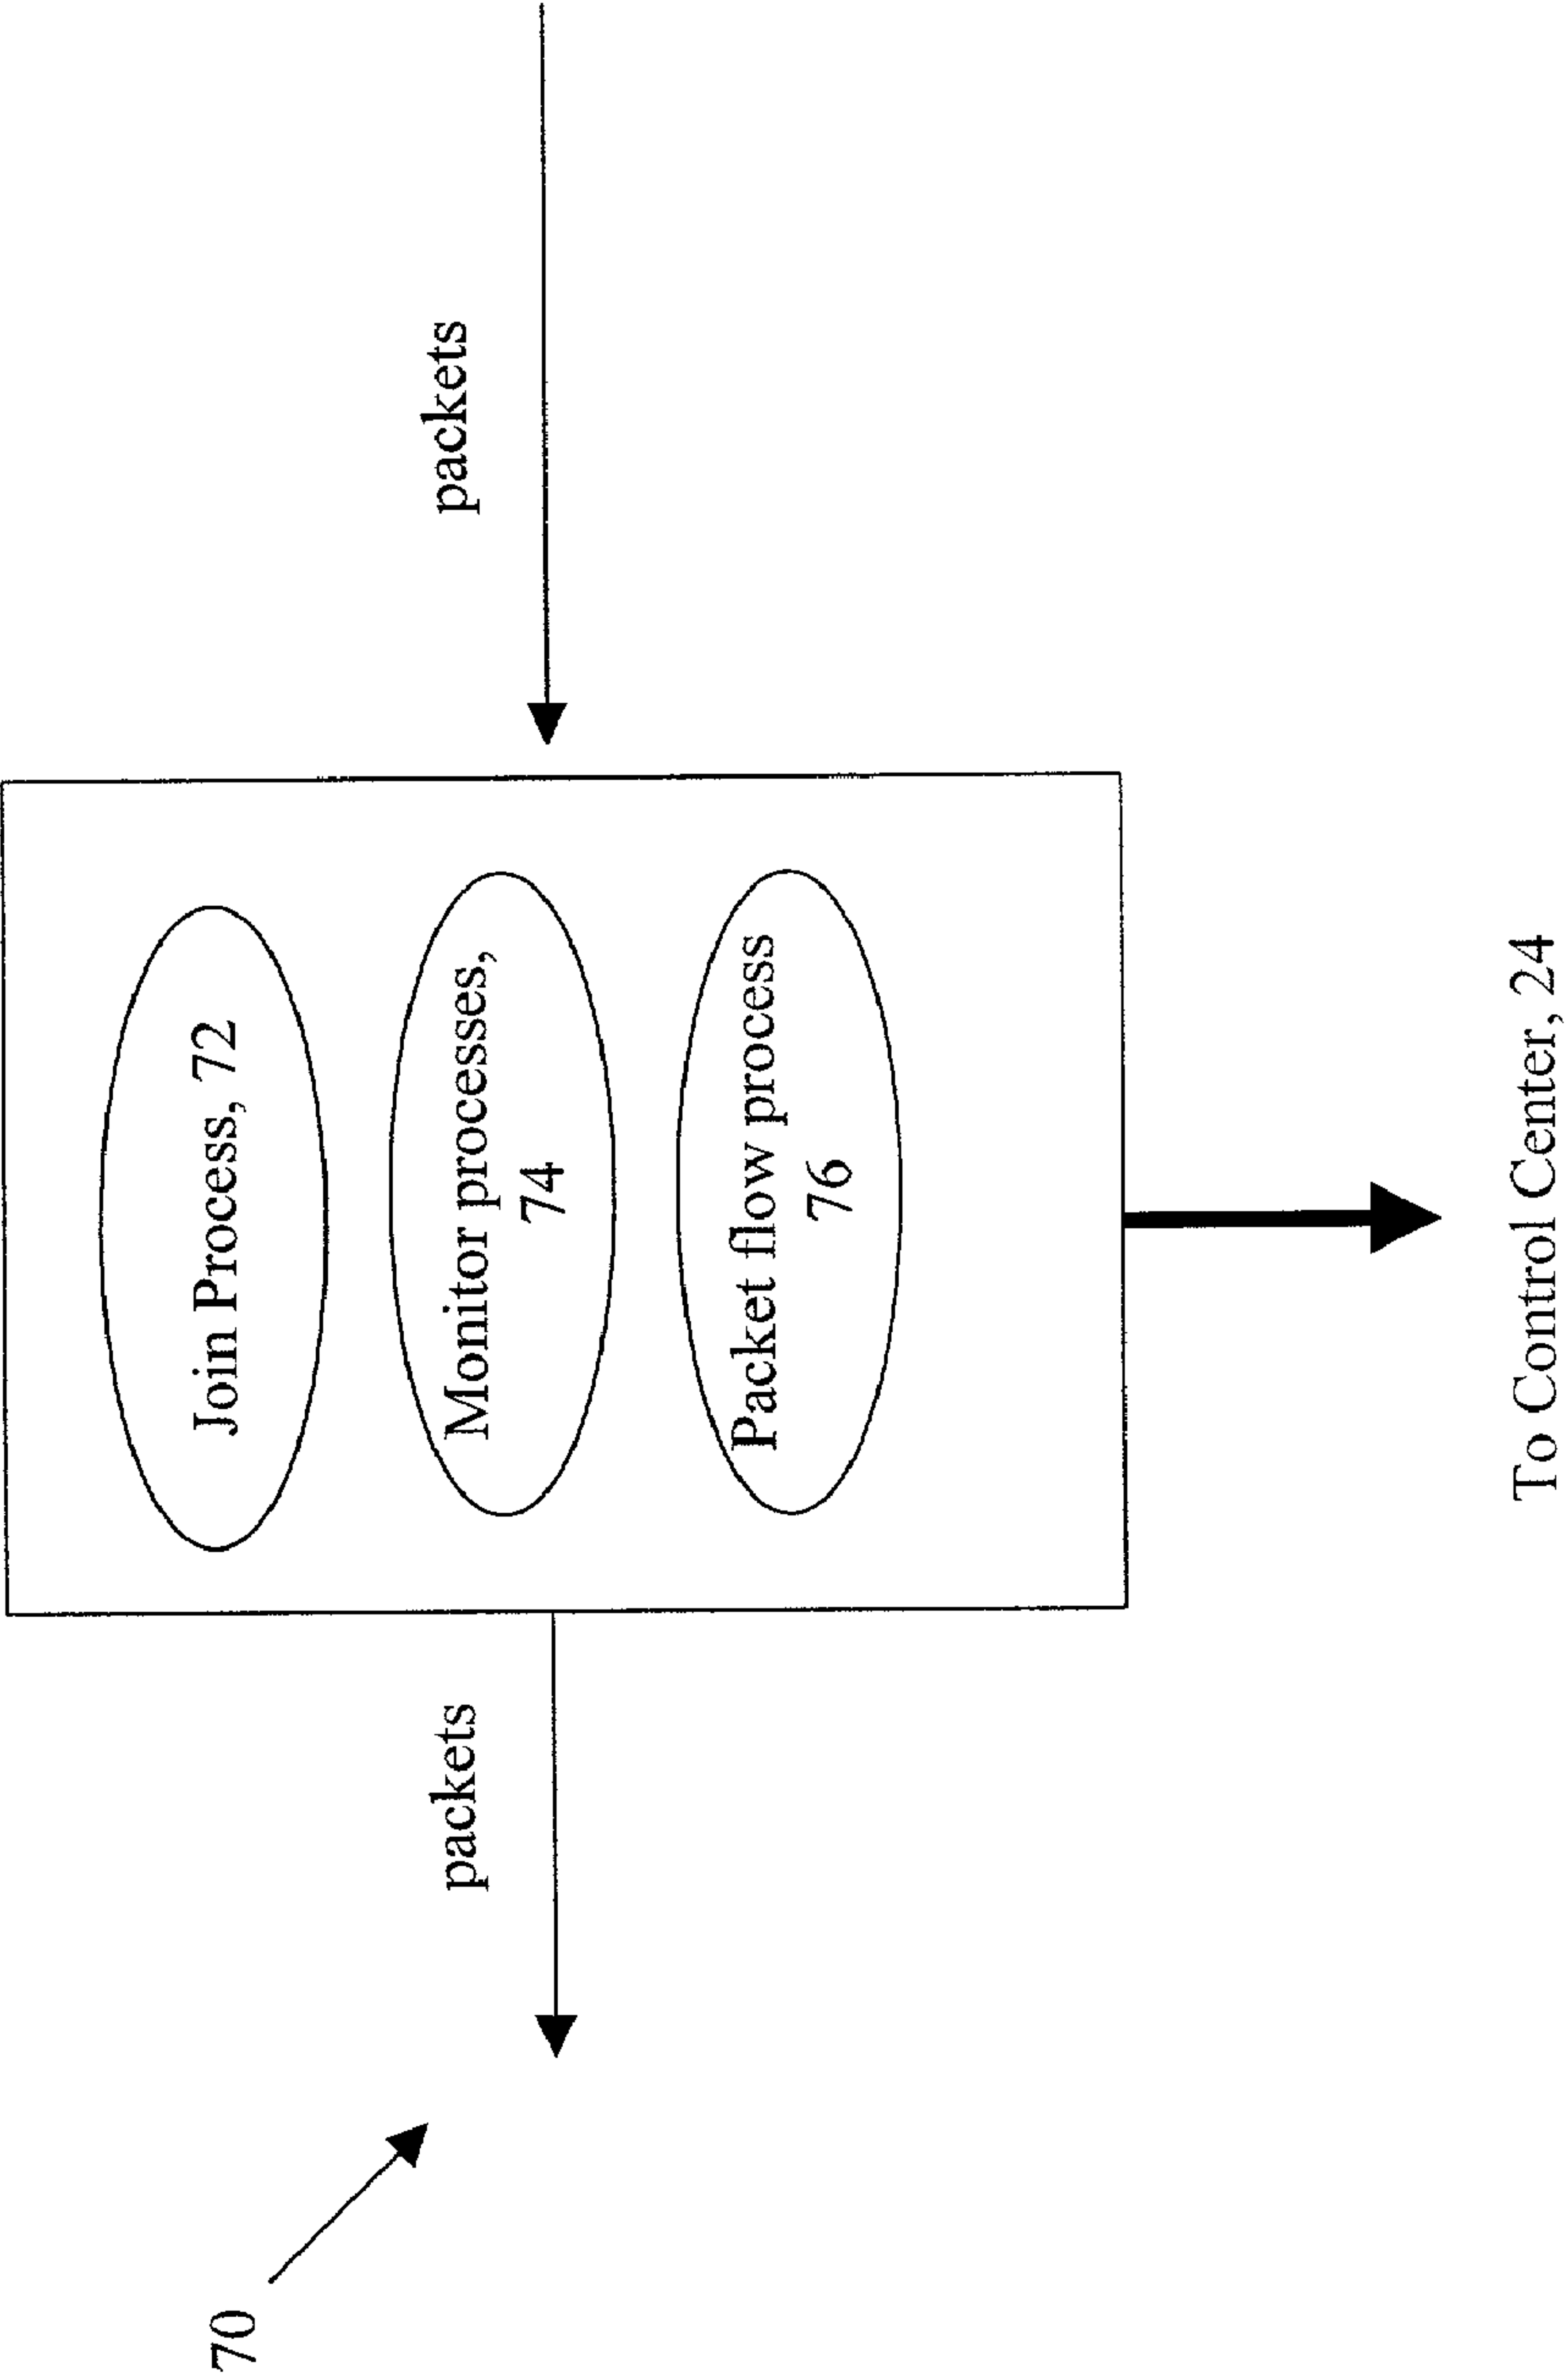 70
packets
packets
Join Process, 72
Monitor processes,
74
Packet flow process
76
To Control Center, 24